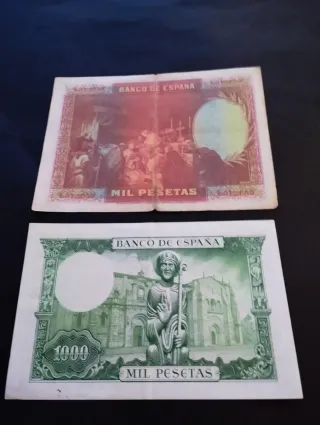 BANCO DE ESPAÑA
MIL PESETAS
BANCO DE ESPAÑA
1000
MIL PESETAS